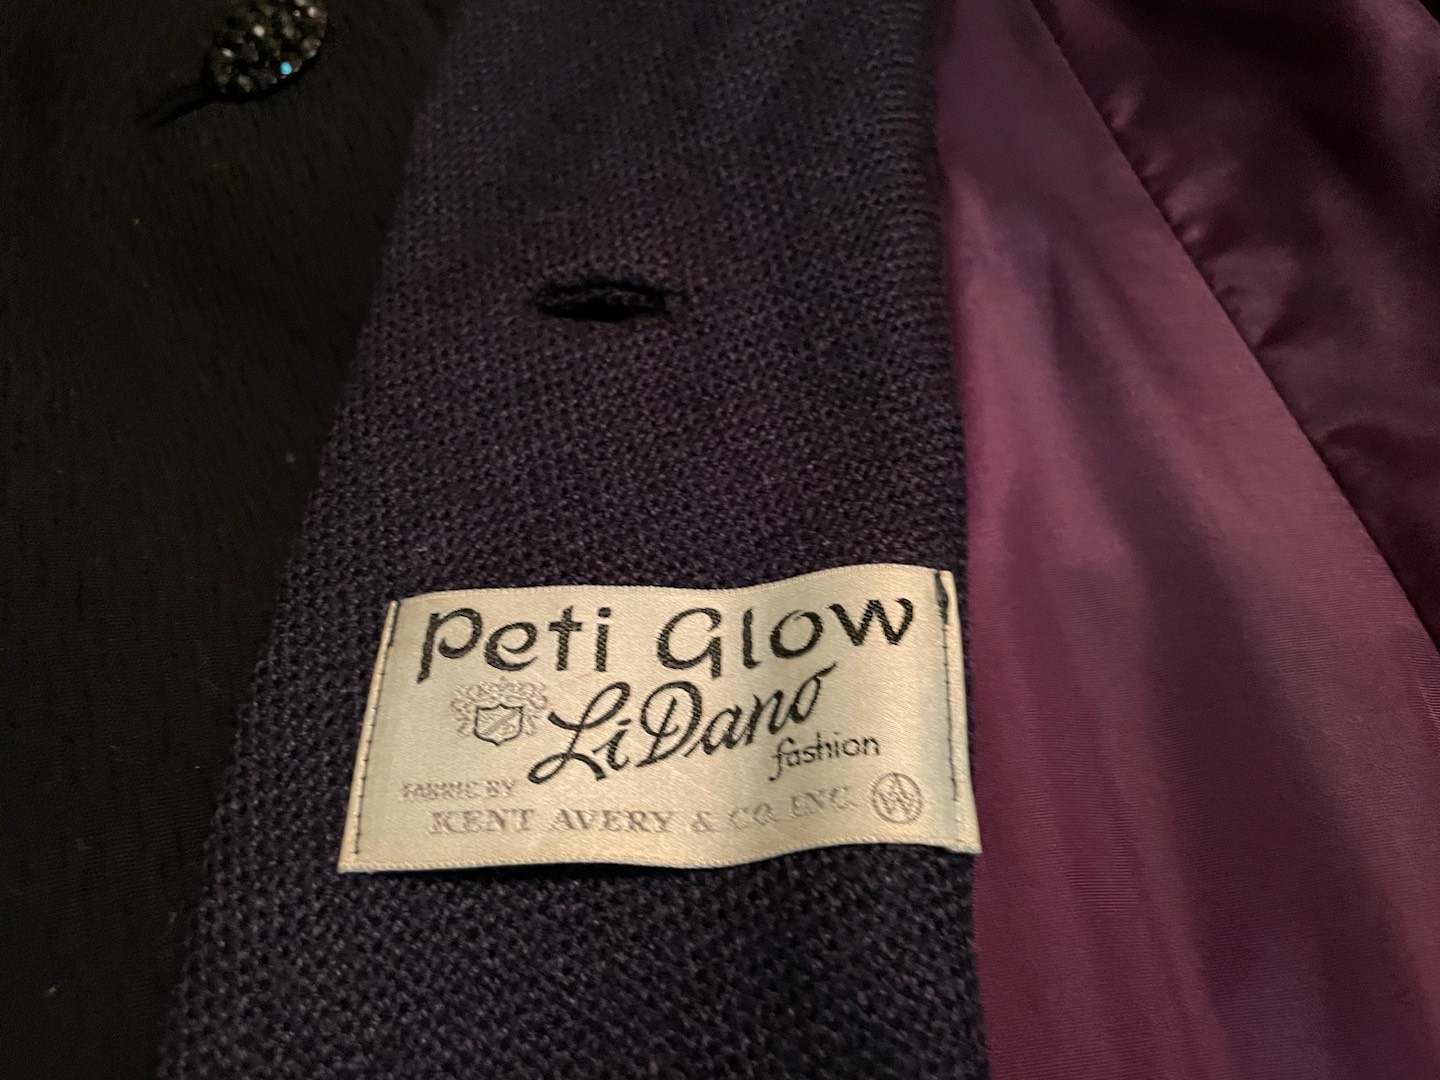 Peti Glow
LiDano
fashion
FABRIC BY
KENT AVERY & CO. INC.